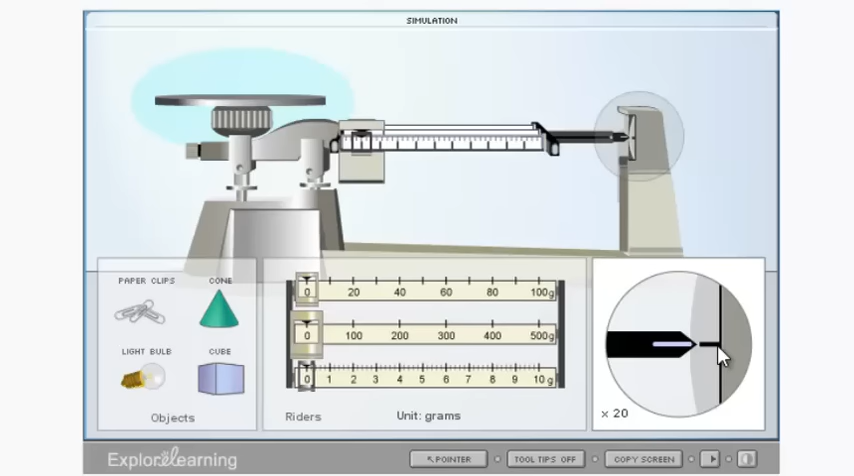 SIMULATION
PAPER CLIPS CONE
LIGHT BULB CUBE
Objects
0 20 40 60 80 100g
0 100 200 300 400 500g
0 1 2 3 4 5 6 7 8 9 10g
Riders Unit: grams
x 20
ExploreLearning
POINTER TOOL TIPS OFF COPY SCREEN